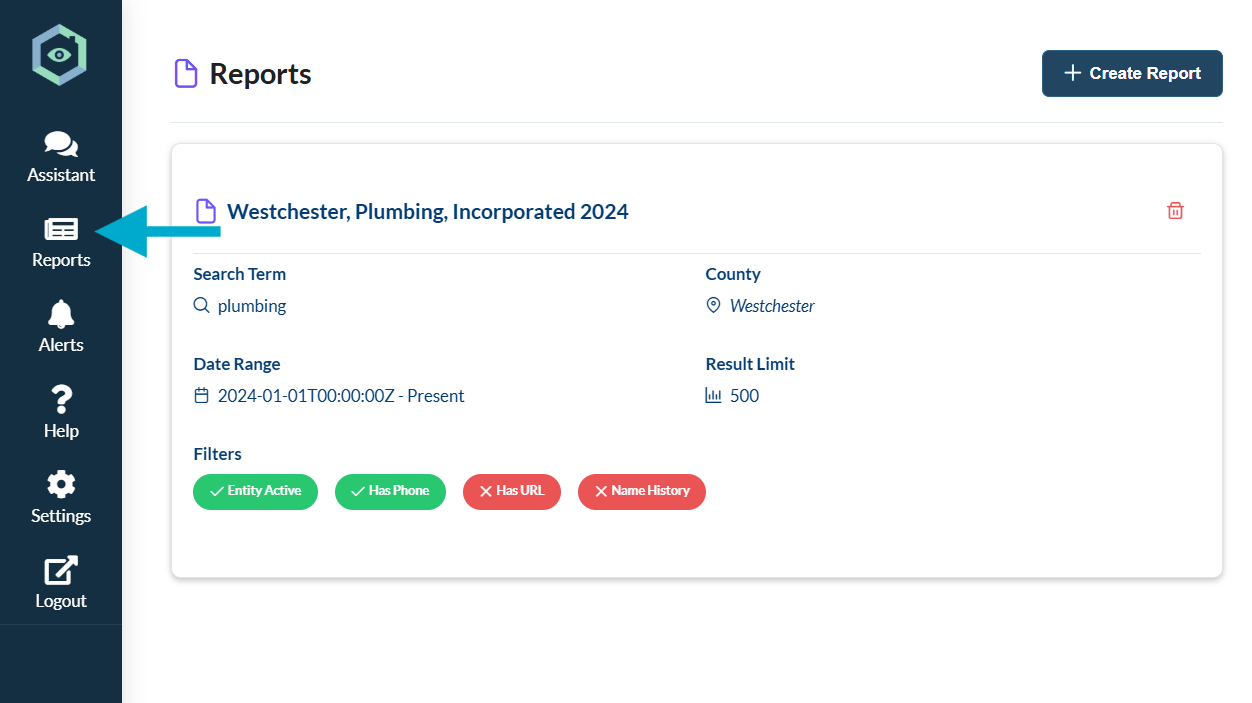 Assistant
Reports
Alerts
Help
Settings
Logout
Reports
Create Report
Westchester, Plumbing, Incorporated 2024
Search Term
plumbing
County
Westchester
Date Range
2024-01-01T00:00:00Z - Present
Result Limit
500
Filters
Entity Active
Has Phone
Has URL
Name History